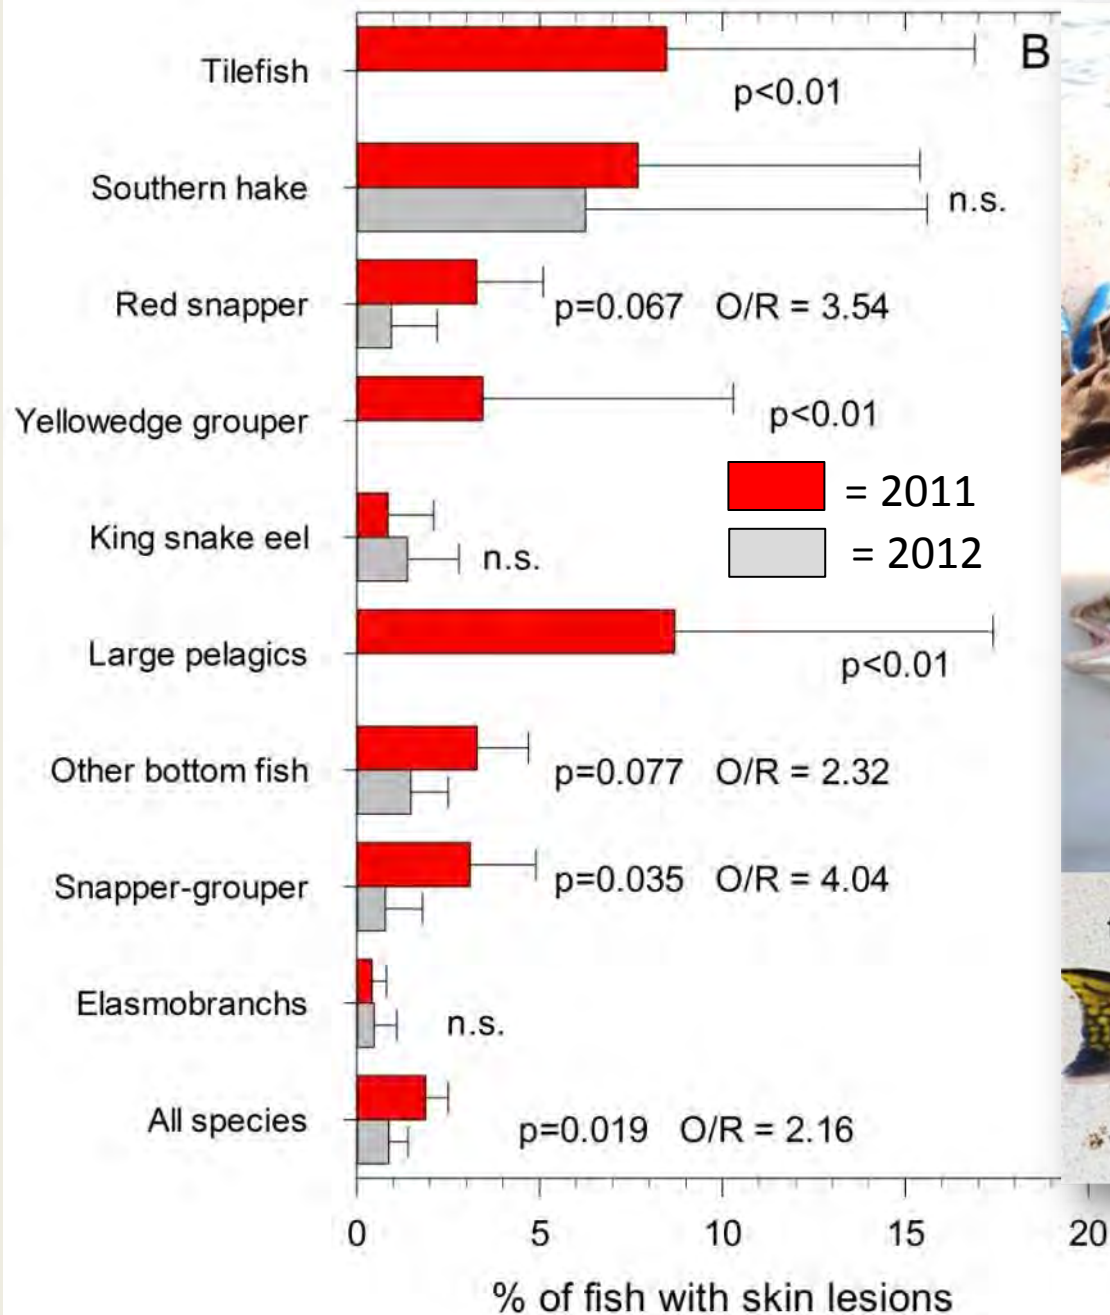 B
Tilefish
p<0.01
Southern hake
n.s.
Red snapper
p=0.067 O/R = 3.54
Yellowedge grouper
p<0.01
= 2011
= 2012
King snake eel
n.s.
Large pelagics
p<0.01
Other bottom fish
p=0.077 O/R = 2.32
Snapper-grouper
p=0.035 O/R = 4.04
Elasmobranchs
n.s.
All species
p=0.019 O/R = 2.16
0 5 10 15 20
% of fish with skin lesions